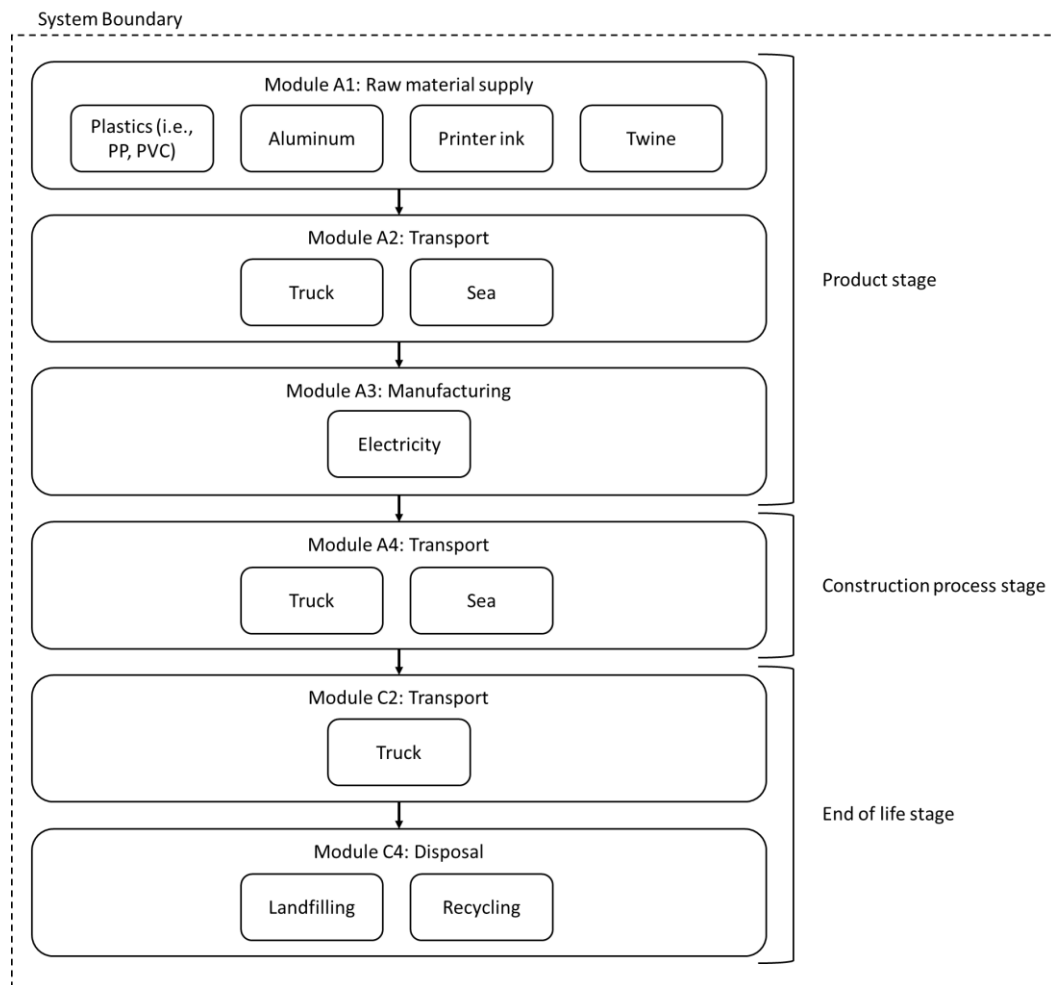 System Boundary
Module A1: Raw material supply
Plastics (i.e.,
PP, PVC)
Aluminum
Printer ink
Twine
Module A2: Transport
Truck
Sea
Product stage
Module A3: Manufacturing
Electricity
Module A4: Transport
Truck
Sea
Construction process stage
Module C2: Transport
Truck
End of life stage
Module C4: Disposal
Landfilling
Recycling